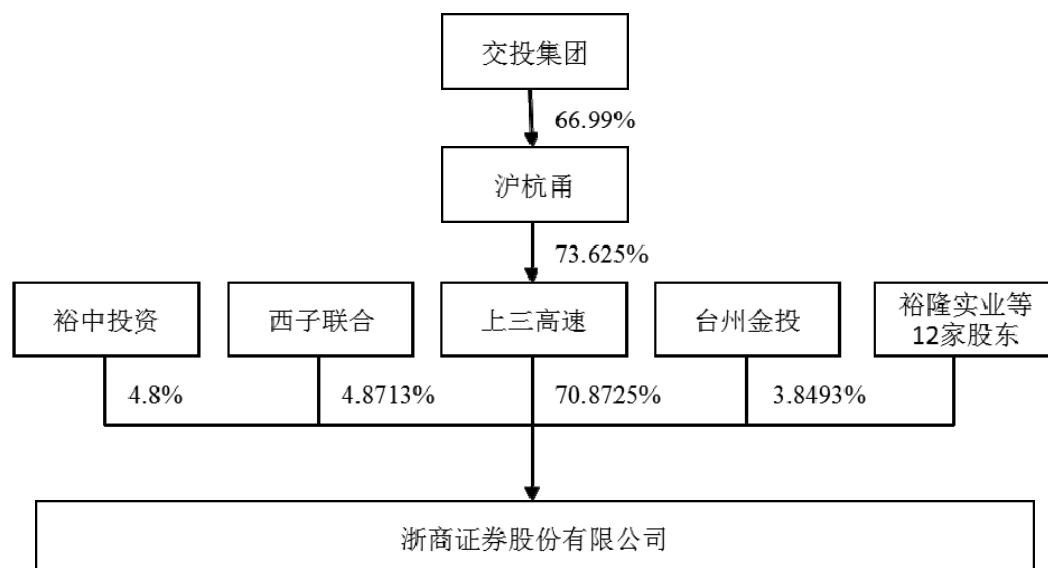 交投集团
66.99%
沪杭甬
73.625%
裕中投资
西子联合
上三高速
台州金投
裕隆实业等
12家股东
4.8%
4.8713%
70.8725%
3.8493%
浙商证券股份有限公司